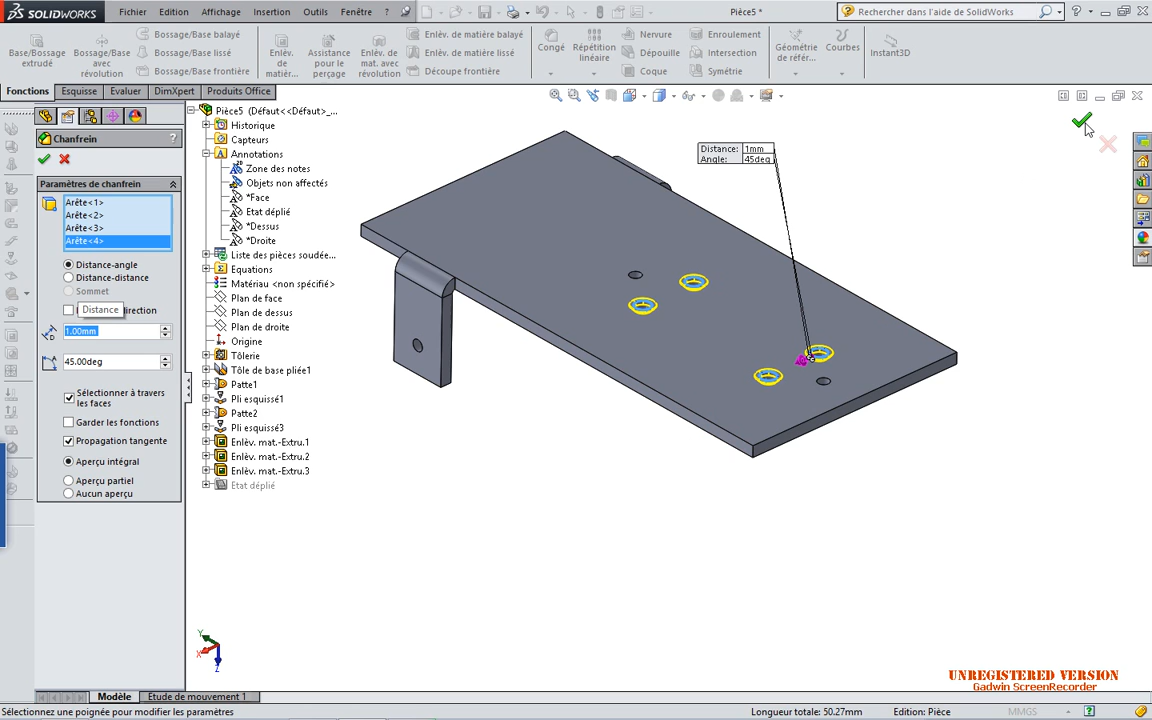 SOLIDWORKS
Fichier
Edition
Affichage
Insertion
Outils
Fenêtre
?
Pièce5 *
Rechercher dans l'aide de SolidWorks
Base/Bossage
extrudé
Bossage/Base
avec
révolution
Bossage/Base balayé
Bossage/Base lissé
Bossage/Base frontière
Enlèv.
de
matièr...
Assistance
pour le
perçage
Enlèv. de
mat. avec
révolution
Enlèv. de matière balayé
Enlèv. de matière lissé
Découpe frontière
Congé
Répétition
linéaire
Nervure
Dépouille
Coque
Enroulement
Intersection
Symétrie
Géométrie
de référ...
Courbes
Instant3D
Fonctions
Esquisse
Evaluer
DimXpert
Produits Office
Chanfrein
?
Paramètres de chanfrein
Arête<1>
Arête<2>
Arête<3>
Arête<4>
Distance-angle
Distance-distance
Sommet
Distance
direction
1.00mm
45.00deg
Sélectionner à travers
les faces
Garder les fonctions
Propagation tangente
Aperçu intégral
Aperçu partiel
Aucun aperçu
Pièce5 (Défaut<<Défaut>_...
Historique
Capteurs
Annotations
Zone des notes
Objets non affectés
*Face
Etat déplié
*Dessus
*Droite
Liste des pièces soudée...
Equations
Matériau <non spécifié>
Plan de face
Plan de dessus
Plan de droite
Origine
Tôlerie
Tôle de base pliée1
Patte1
Pli esquissé1
Patte2
Pli esquissé3
Enlèv. mat.-Extru.1
Enlèv. mat.-Extru.2
Enlèv. mat.-Extru.3
Etat déplié
Distance: 1mm
Angle: 45deg
Y
X
Z
UNREGISTERED VERSION
Gadwin ScreenRecorder
Modèle
Etude de mouvement 1
Sélectionnez une poignée pour modifier les paramètres
Longueur totale: 50.27mm
Edition: Pièce
MMGS